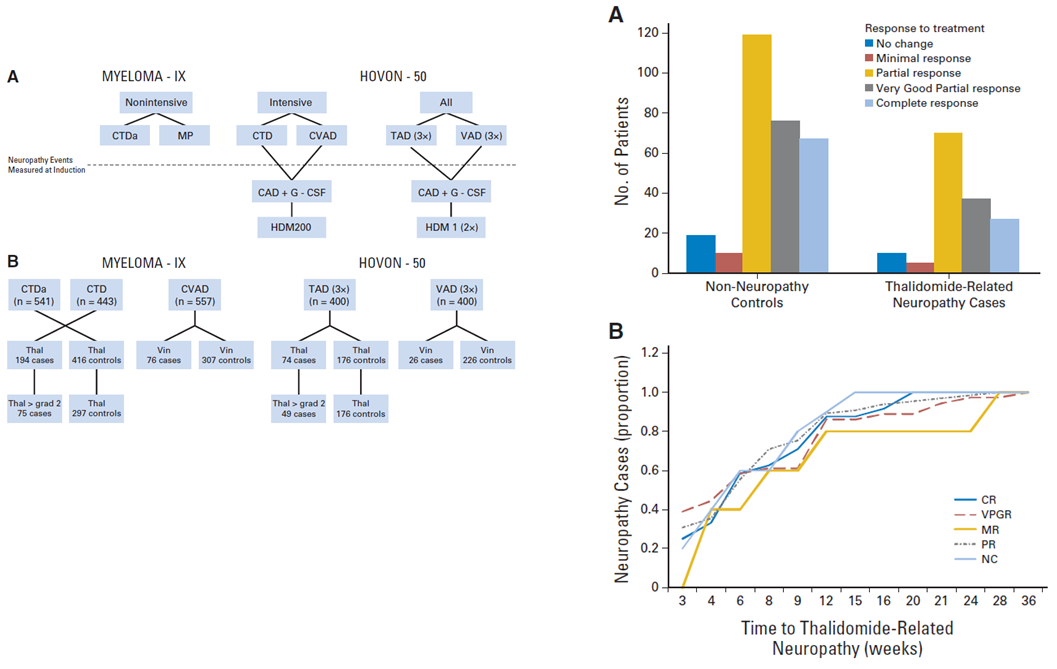 A
MYELOMA - IX
HOVON - 50
Nonintensive
Intensive
All
CTDa
MP
CTD
CVAD
TAD (3×)
VAD (3×)
Neuropathy Events
Measured at Induction
CAD + G - CSF
CAD + G - CSF
HDM200
HDM 1 (2×)
B
MYELOMA - IX
HOVON - 50
CTDa
(n = 541)
CTD
(n = 443)
CVAD
(n = 557)
TAD (3×)
(n = 400)
VAD (3×)
(n = 400)
Thal
194 cases
Thal
416 controls
Vin
76 cases
Vin
307 controls
Thal
74 cases
Thal
176 controls
Vin
26 cases
Vin
226 controls
Thal > grad 2
75 cases
Thal
297 controls
Thal > grad 2
49 cases
Thal
176 controls
A
No. of Patients
120
100
80
60
40
20
0
Response to treatment
No change
Minimal response
Partial response
Very Good Partial response
Complete response
Non-Neuropathy
Controls
Thalidomide-Related
Neuropathy Cases
B
Neuropathy Cases (proportion)
1.2
1.0
0.8
0.6
0.4
0.2
0
CR
VPGR
MR
PR
NC
3 4 6 8 9 12 15 16 20 21 24 28 36
Time to Thalidomide-Related
Neuropathy (weeks)